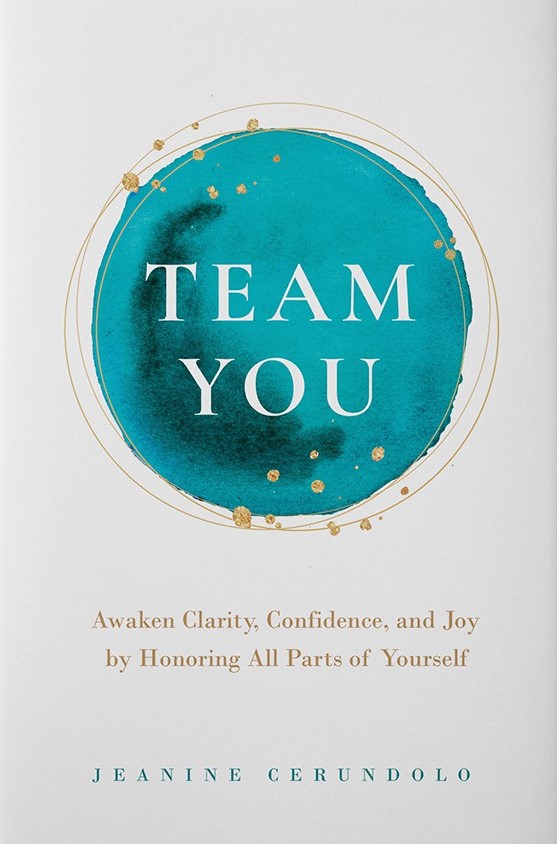 TEAM
YOU
Awaken Clarity, Confidence, and Joy
by Honoring All Parts of Yourself
JEANINE CERUNDOLO